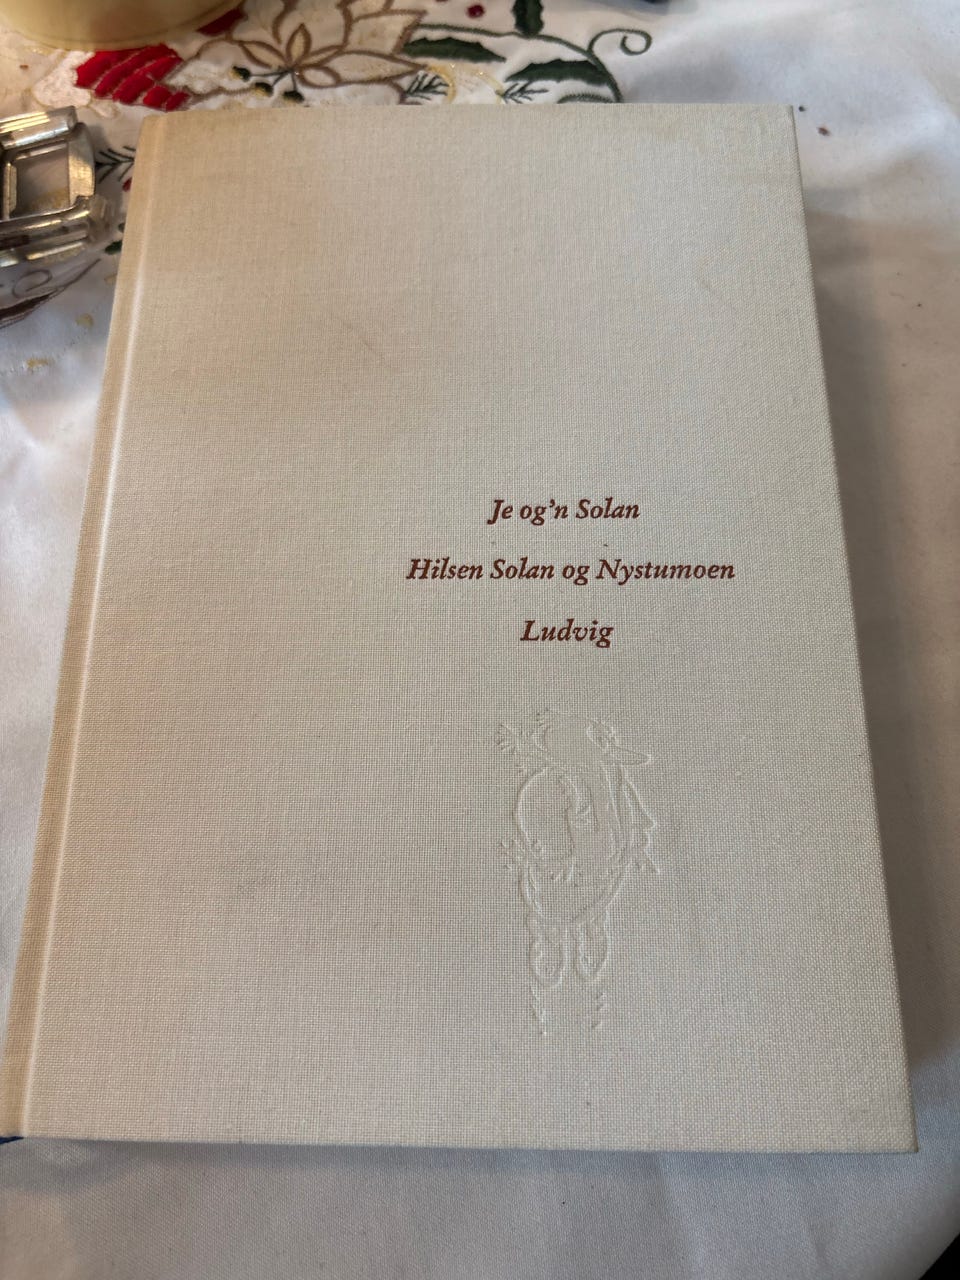 Je og’n Solan
Hilsen Solan og Nystumoen
Ludvig